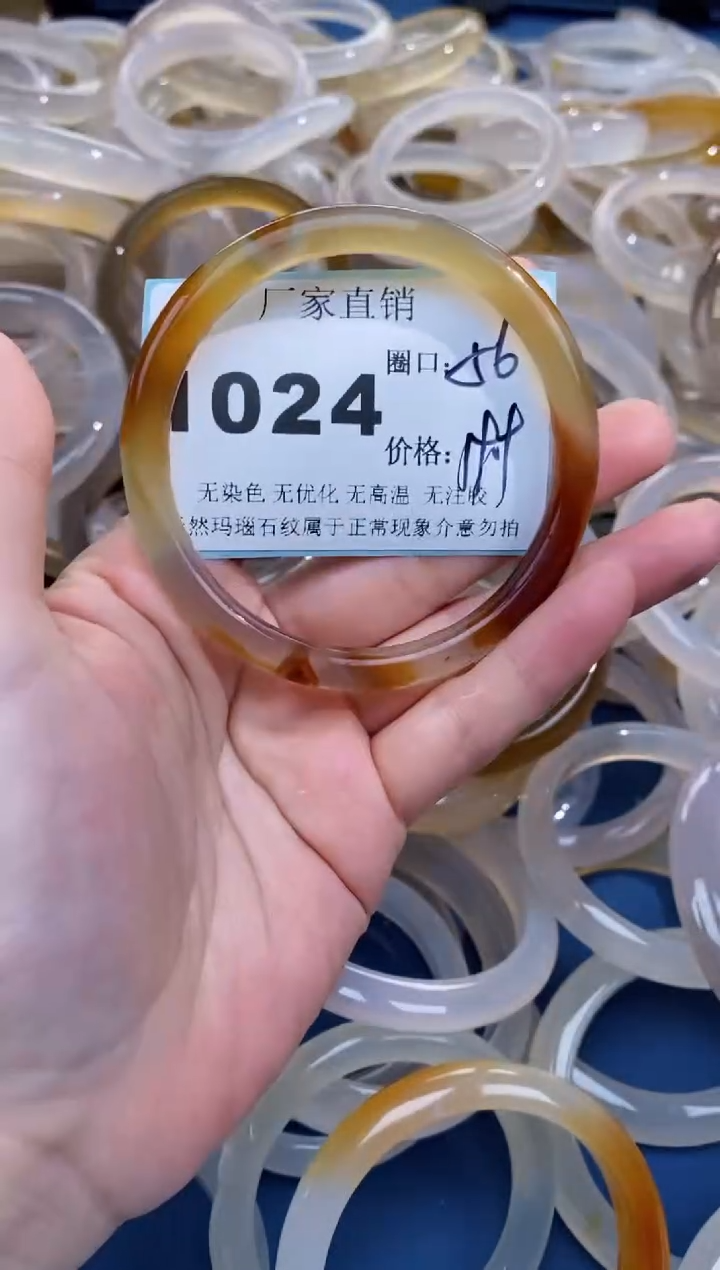 厂家直销
圈口:56
1024
价格:
无染色 无优化 无高温 无注胶
然玛瑙石纹属于正常现象介意勿拍